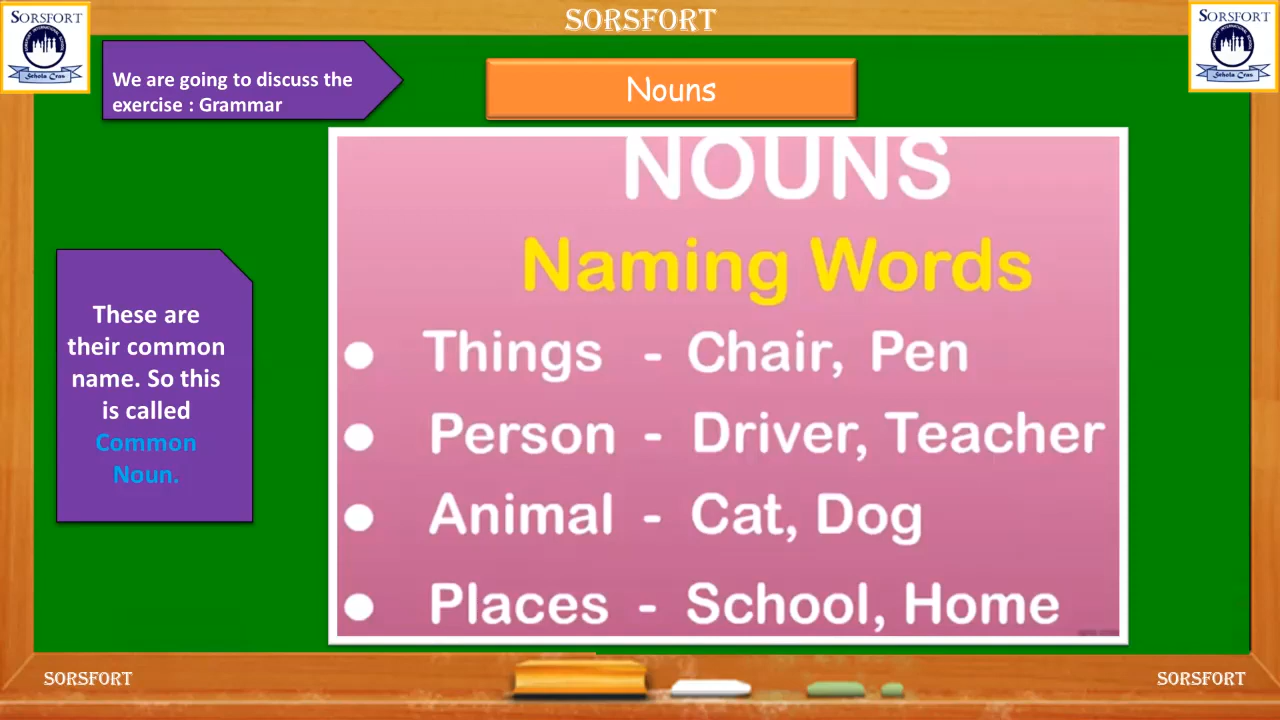 SORSFORT
SORSFORT
Schola Cras
SORSFORT
Schola Cras
We are going to discuss the
exercise : Grammar
Nouns
NOUNS
Naming Words
Things - Chair, Pen
Person - Driver, Teacher
Animal - Cat, Dog
Places - School, Home
These are
their common
name. So this
is called
Common
Noun.
SORSFORT
SORSFORT